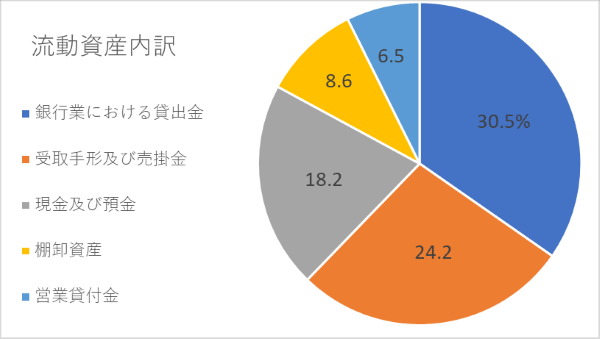 流動資産内訳
銀行業における貸出金
受取手形及び売掛金
現金及び預金
棚卸資産
営業貸付金
6.5
8.6
30.5%
18.2
24.2